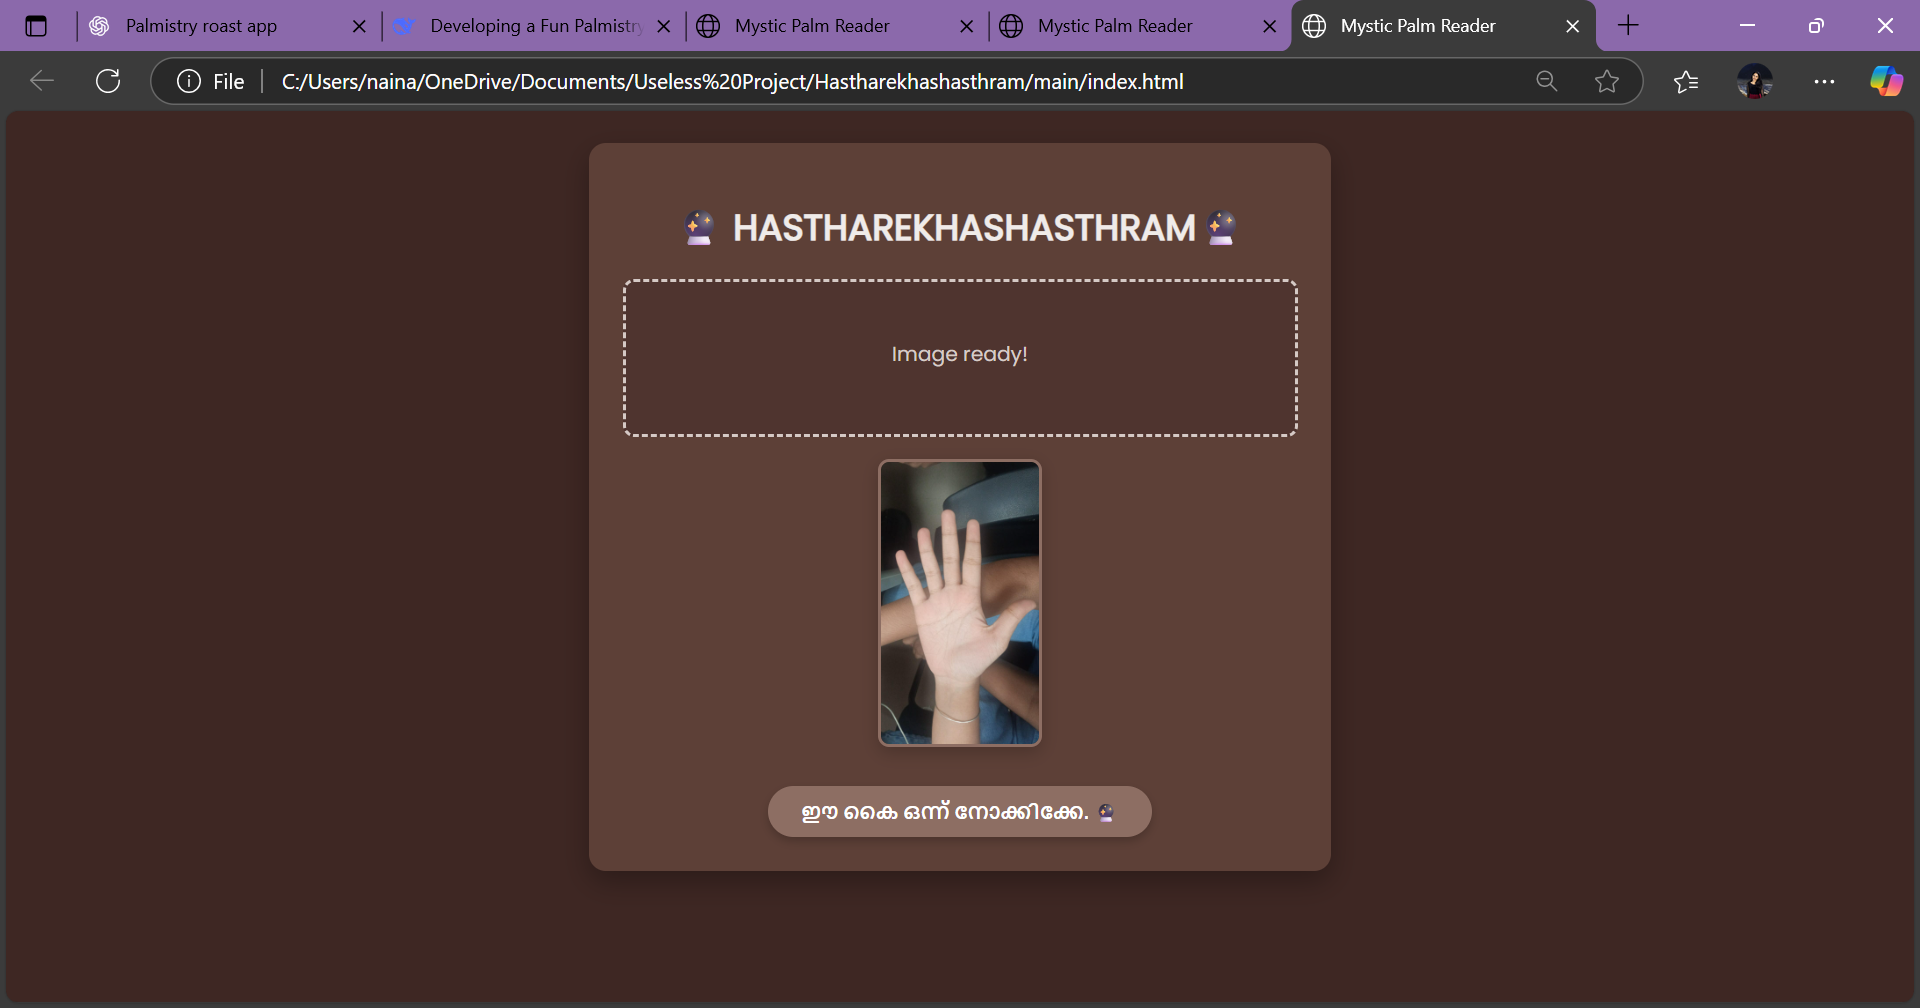 Palmistry roast app
Developing a Fun Palmistry
Mystic Palm Reader
Mystic Palm Reader
Mystic Palm Reader
File
C:/Users/naina/OneDrive/Documents/Useless%20Project/Hastharekhashasthram/main/index.html
🔮 HASTHAREKHASHASTHRAM 🔮
Image ready!
ഈ കൈ ഒന്ന് നോക്കിക്കേ. 🔮